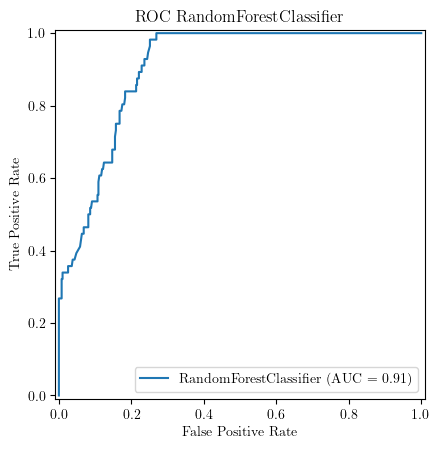 ROC RandomForestClassifier
1.0
0.8
0.6
0.4
0.2
0.0
True Positive Rate
RandomForestClassifier (AUC = 0.91)
0.0 0.2 0.4 0.6 0.8 1.0
False Positive Rate